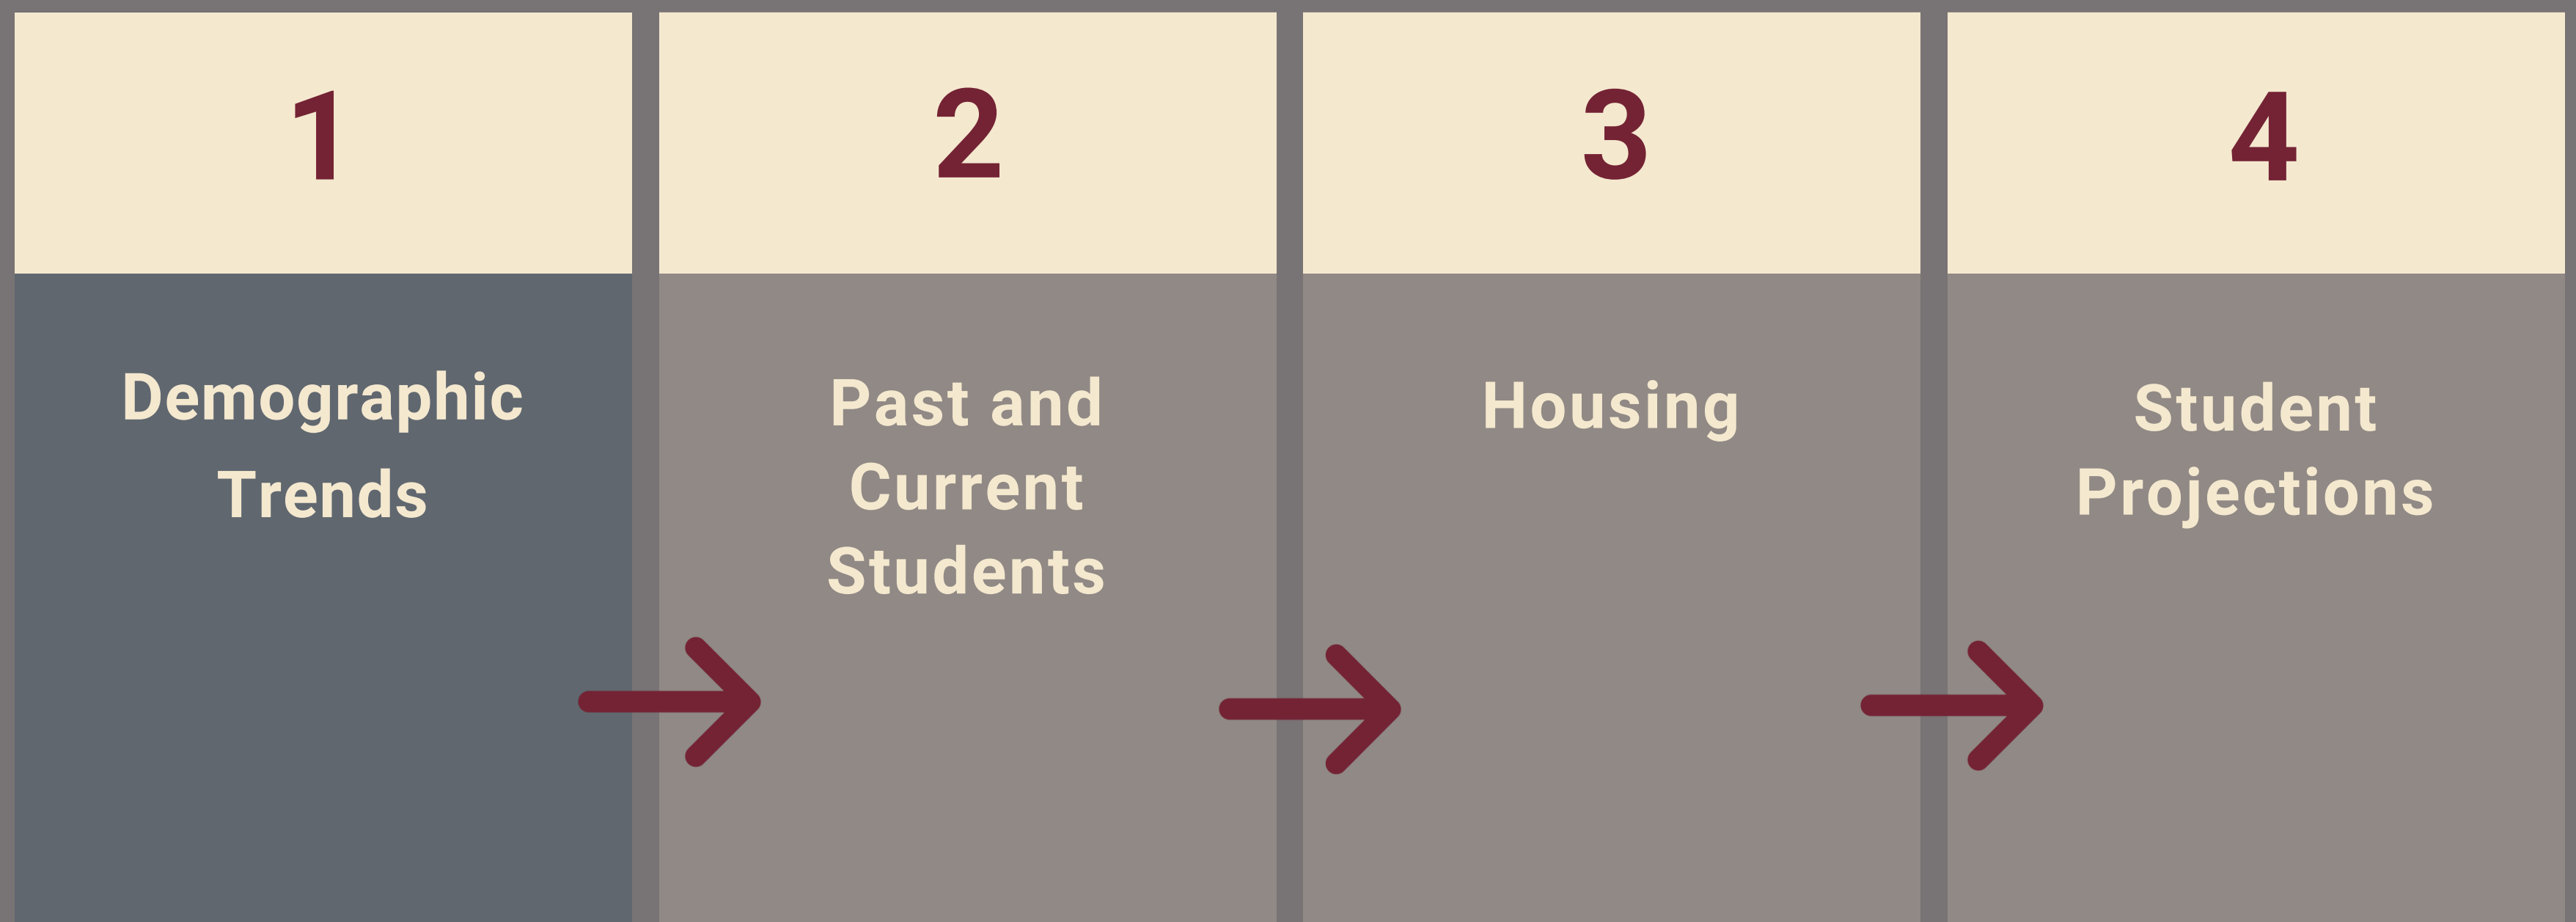 1
Demographic
Trends
2
Past and
Current
Students
3
Housing
4
Student
Projections